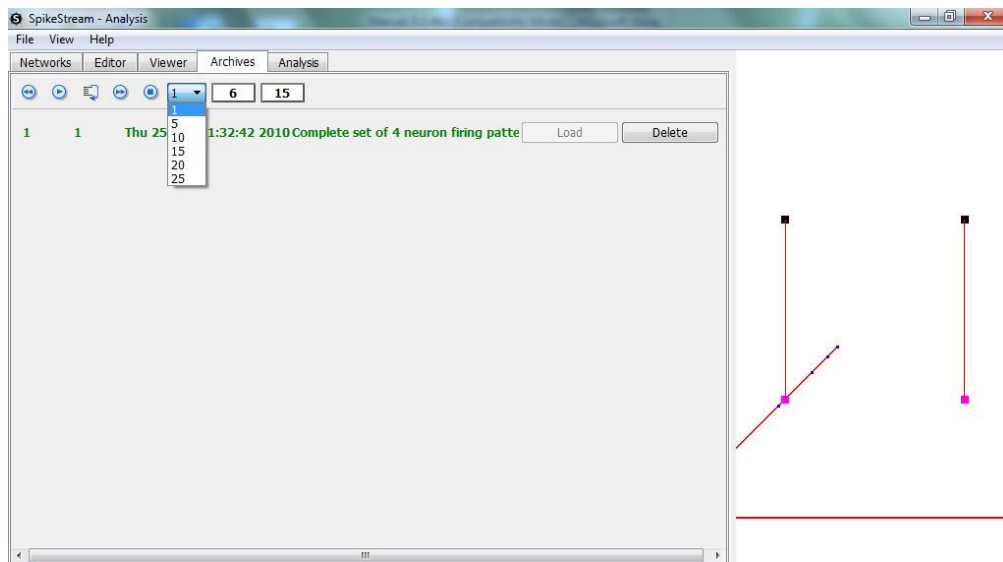 SpikeStream - Analysis
File View Help
Networks Editor Viewer Archives Analysis
1 6 15
1
5
10
15
20
25
1 1 Thu 25 1:32:42 2010 Complete set of 4 neuron firing patte Load Delete